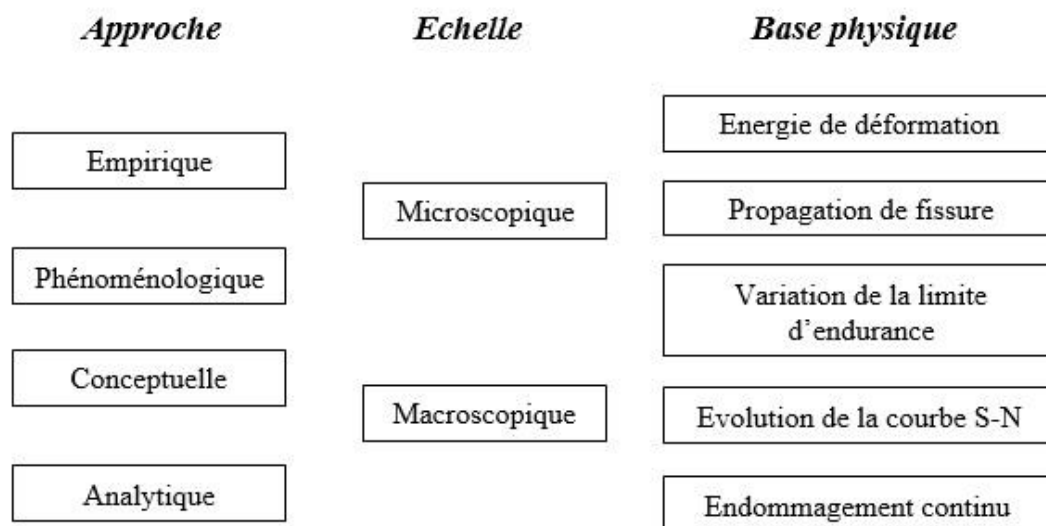 Approche
Echelle
Base physique
Empirique
Phénoménologique
Conceptuelle
Analytique
Microscopique
Macroscopique
Energie de déformation
Propagation de fissure
Variation de la limite
d’endurance
Evolution de la courbe S-N
Endommagement continu